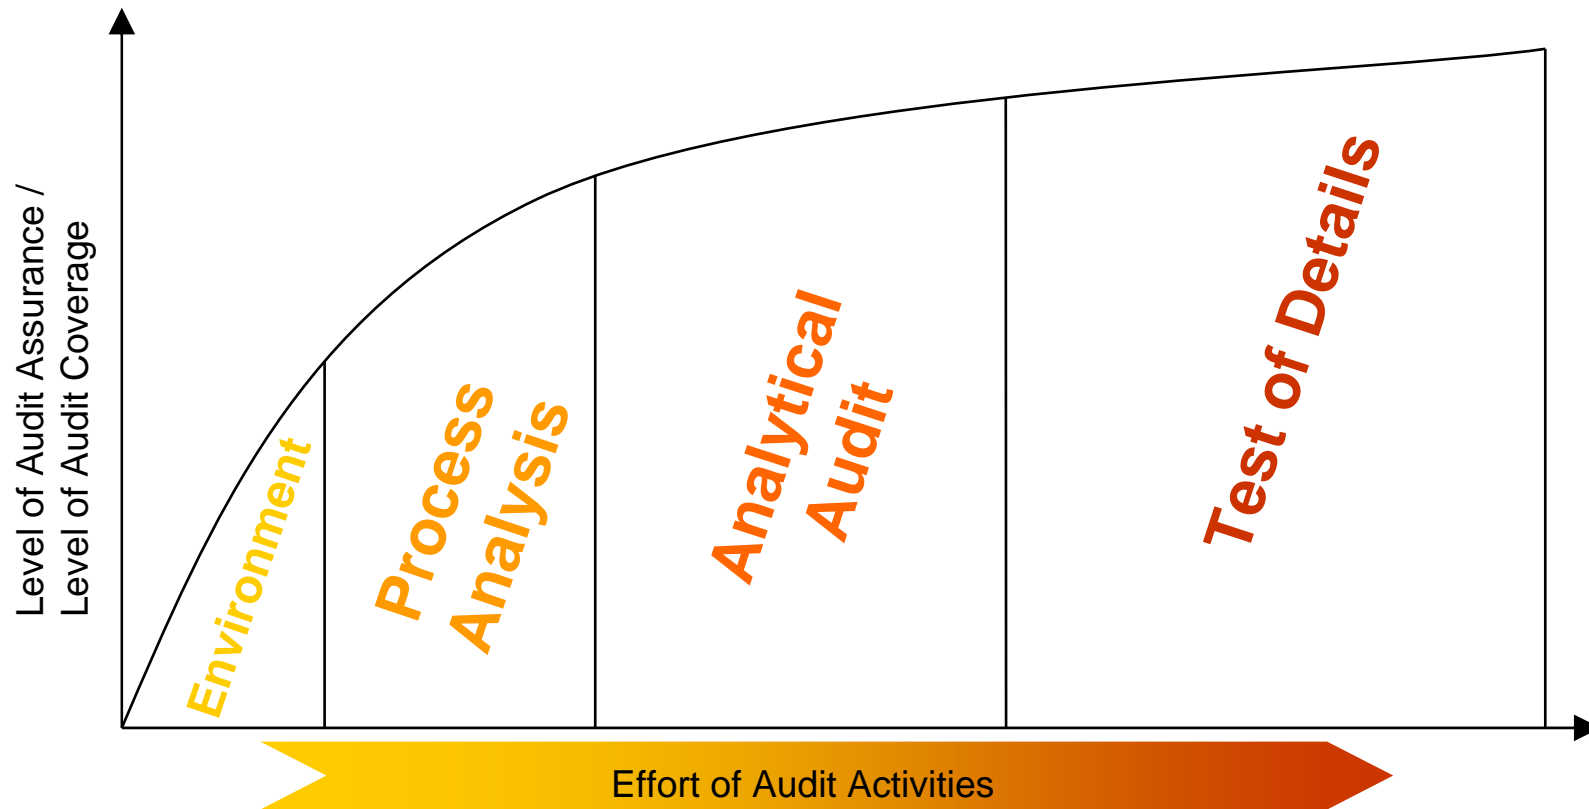 Level of Audit Assurance /
Level of Audit Coverage
Environment
Process
Analysis
Analytical
Audit
Test of Details
Effort of Audit Activities